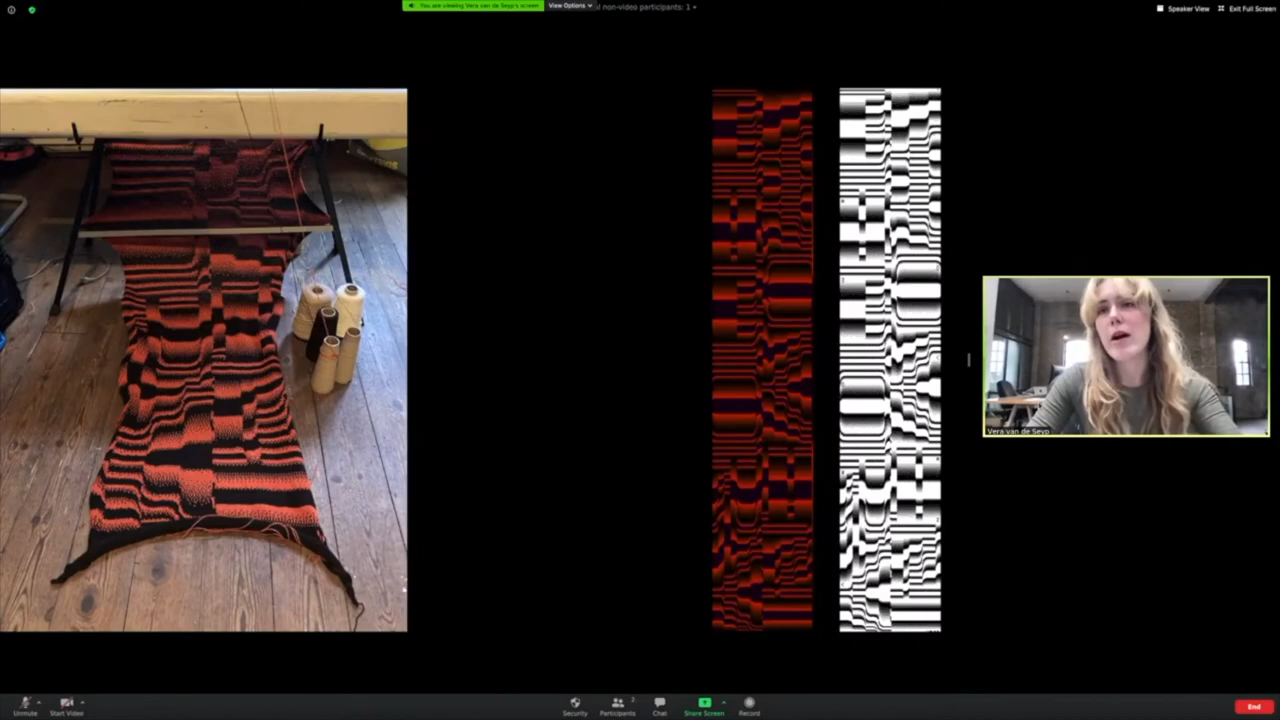 You are viewing Vera van de Seyp's screen
View Options
non-video participants: 1
Speaker View
Exit Full Screen
Vera van de Seyp
Unmute
Start Video
Security
Participants
2
Chat
Share Screen
Record
End